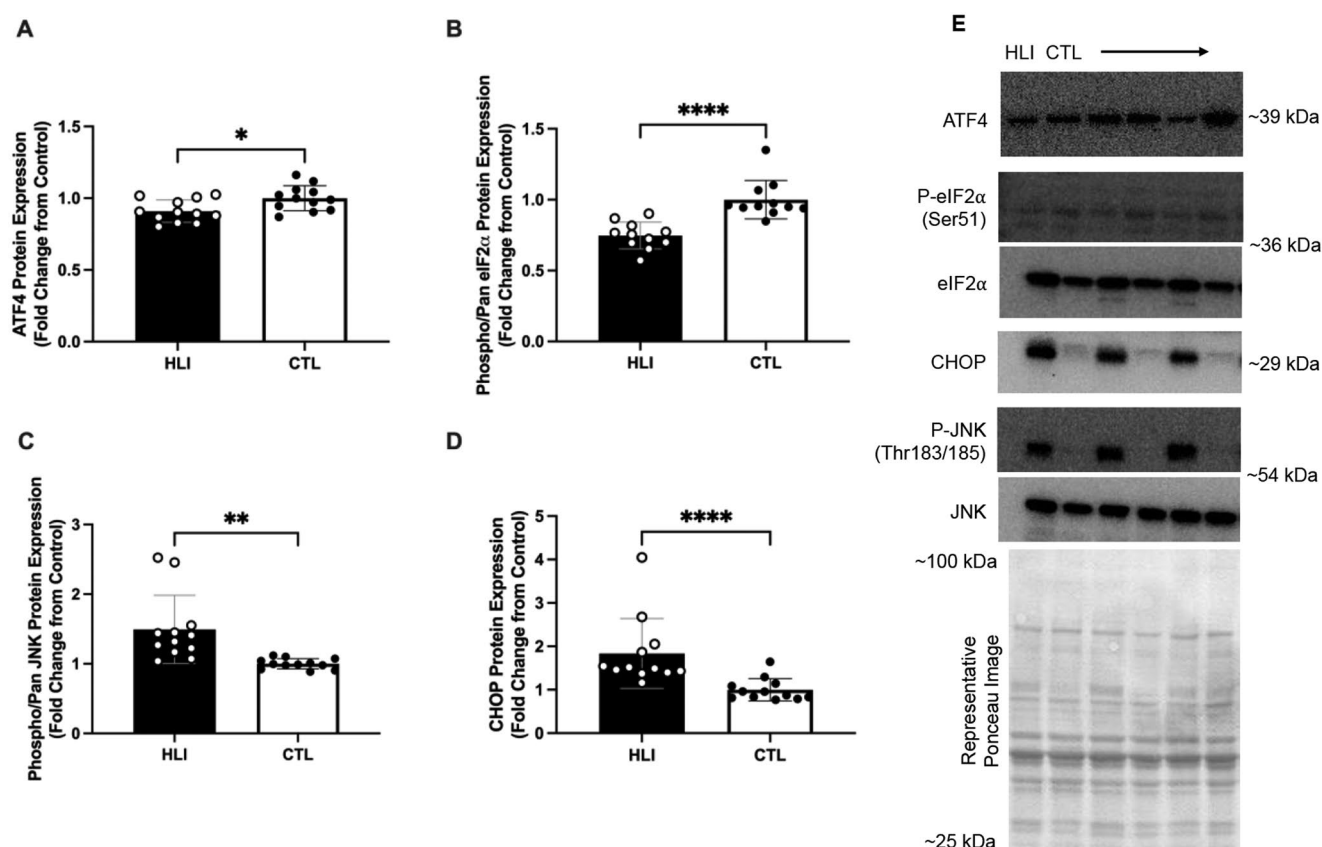 A
ATF4 Protein Expression
(Fold Change from Control)
1.5
1.0
0.5
0.0
*
HLI
CTL
B
Phospho/Pan eIF2α Protein Expression
(Fold Change from Control)
1.5
1.0
0.5
0.0
****
HLI
CTL
C
Phospho/Pan JNK Protein Expression
(Fold Change from Control)
3
2
1
0
**
HLI
CTL
D
CHOP Protein Expression
(Fold Change from Control)
5
4
3
2
1
0
****
HLI
CTL
E
HLI CTL
ATF4
~39 kDa
P-eIF2α
(Ser51)
~36 kDa
eIF2α
CHOP
~29 kDa
P-JNK
(Thr183/185)
~54 kDa
JNK
~100 kDa
Representative
Ponceau Image
~25 kDa